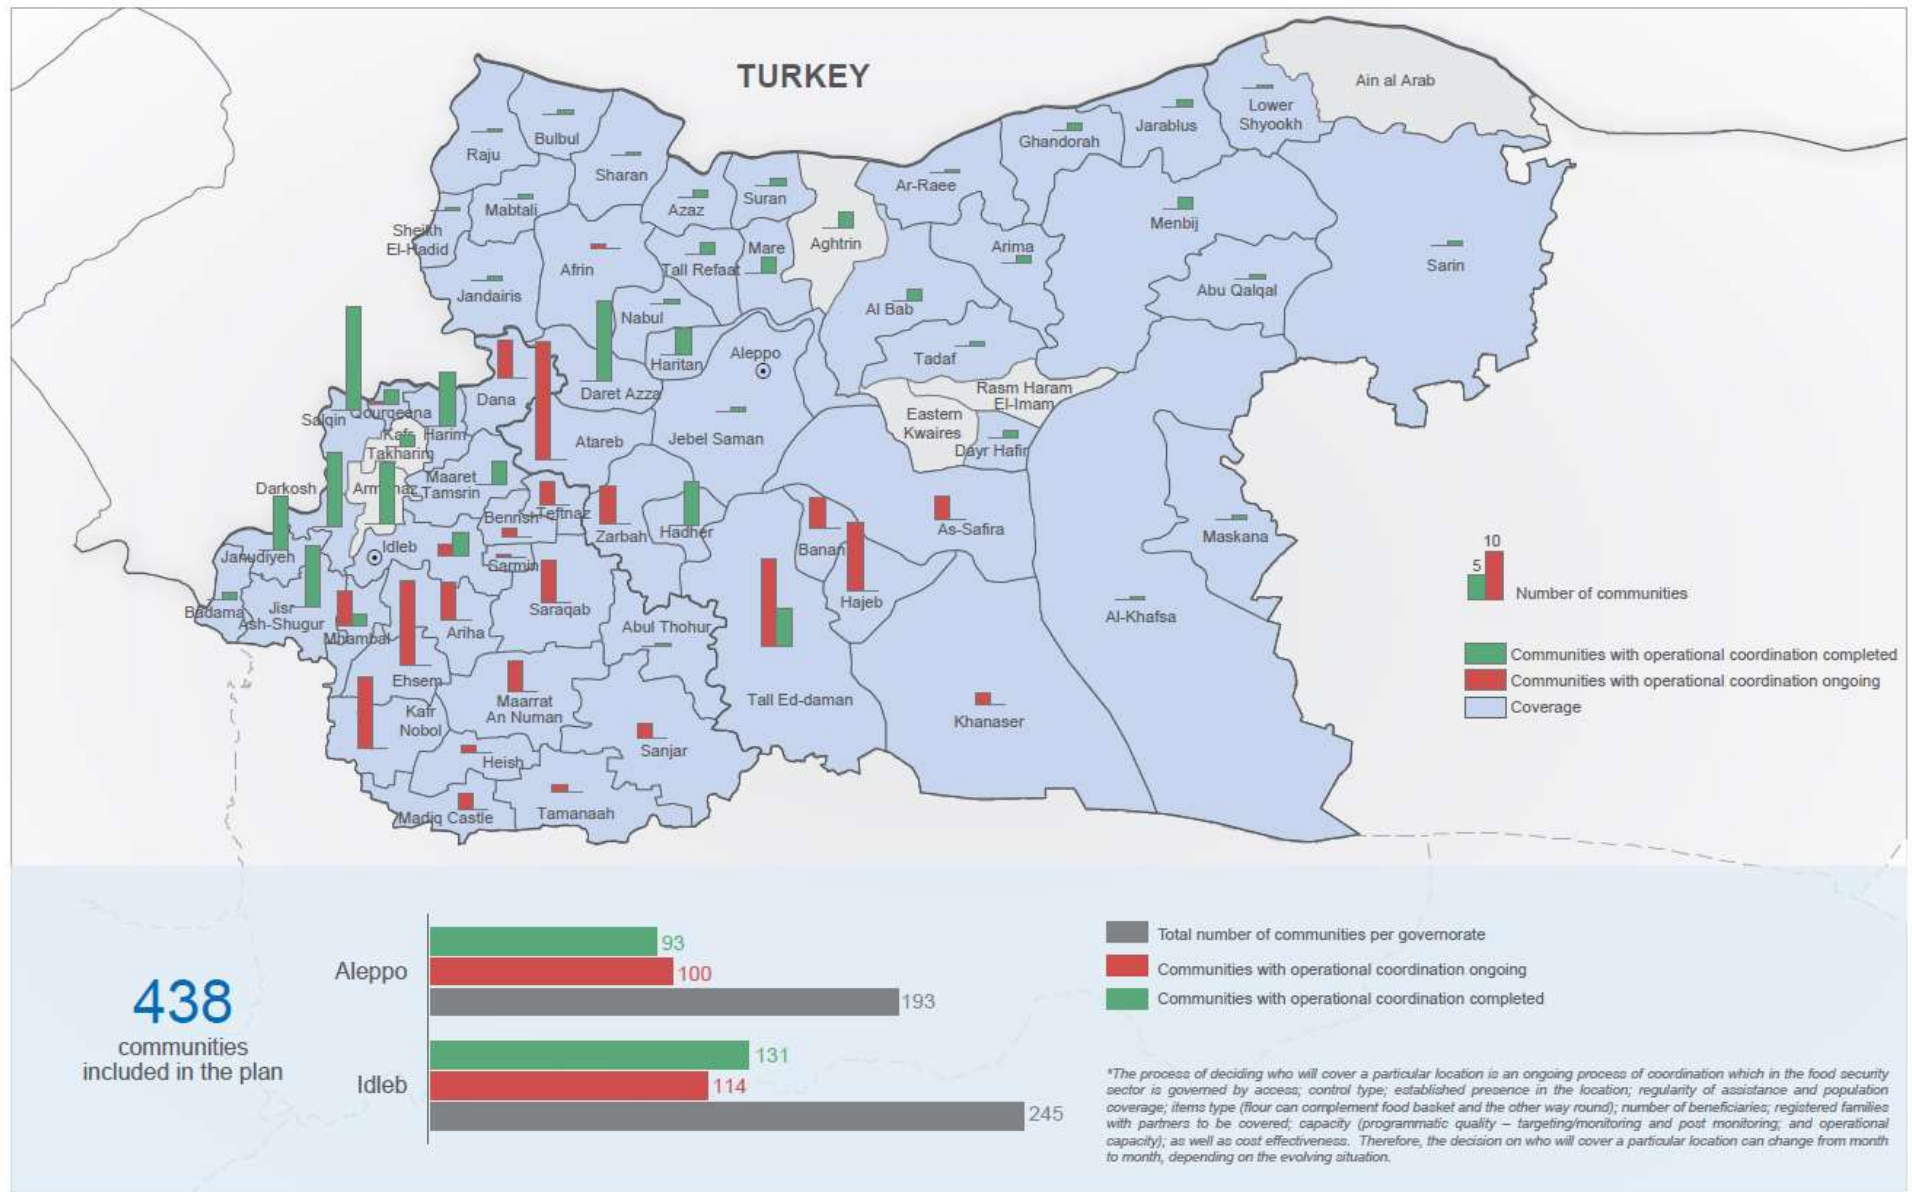 TURKEY
Ain al Arab
Lower
Shyookh
Jarablus
Ghandorah
Bulbul
Raju
Sharan
Ar-Raee
Suran
Azaz
Mabtali
Menbij
Sheikh
El-Hadid
Aghtrin
Mare
Arima
Afrin
Tall Refaat
Sarin
Jandairis
Abu Qalqal
Al Bab
Nabul
Aleppo
Tadaf
Haritan
Daret Azza
Rasm Haram
El-Imam
Dana
Qourqeena
Salqin
Eastern
Kwaires
Kafr
Takharim
Harim
Atareb
Jebel Saman
Dayr Hafir
Maaret
Tamsrin
Darkosh
Armanaz
Bennsh
Teftnaz
Zarbah
Hadher
As-Safira
Maskana
Banan
Idleb
Janudiyeh
Sarmin
Hajeb
Saraqab
Badama
Jisr
Ash-Shugur
Al-Khafsa
Abul Thohur
Ariha
Mhambal
Ehsem
Tall Ed-daman
Maarrat
An Numan
Kafr
Nobol
Khanaser
Sanjar
Heish
Madiq Castle
Tamanaah
10
5
Number of communities
Communities with operational coordination completed
Communities with operational coordination ongoing
Coverage
438
communities
included in the plan
Aleppo
93
100
193
Idleb
131
114
245
Total number of communities per governorate
Communities with operational coordination ongoing
Communities with operational coordination completed
*The process of deciding who will cover a particular location is an ongoing process of coordination which in the food security
sector is governed by access; control type; established presence in the location; regularity of assistance and population
coverage; items type (flour can complement food basket and the other way round); number of beneficiaries; registered families
with partners to be covered; capacity (programmatic quality – targeting/monitoring and post monitoring; and operational
capacity); as well as cost effectiveness. Therefore, the decision on who will cover a particular location can change from month
to month, depending on the evolving situation.